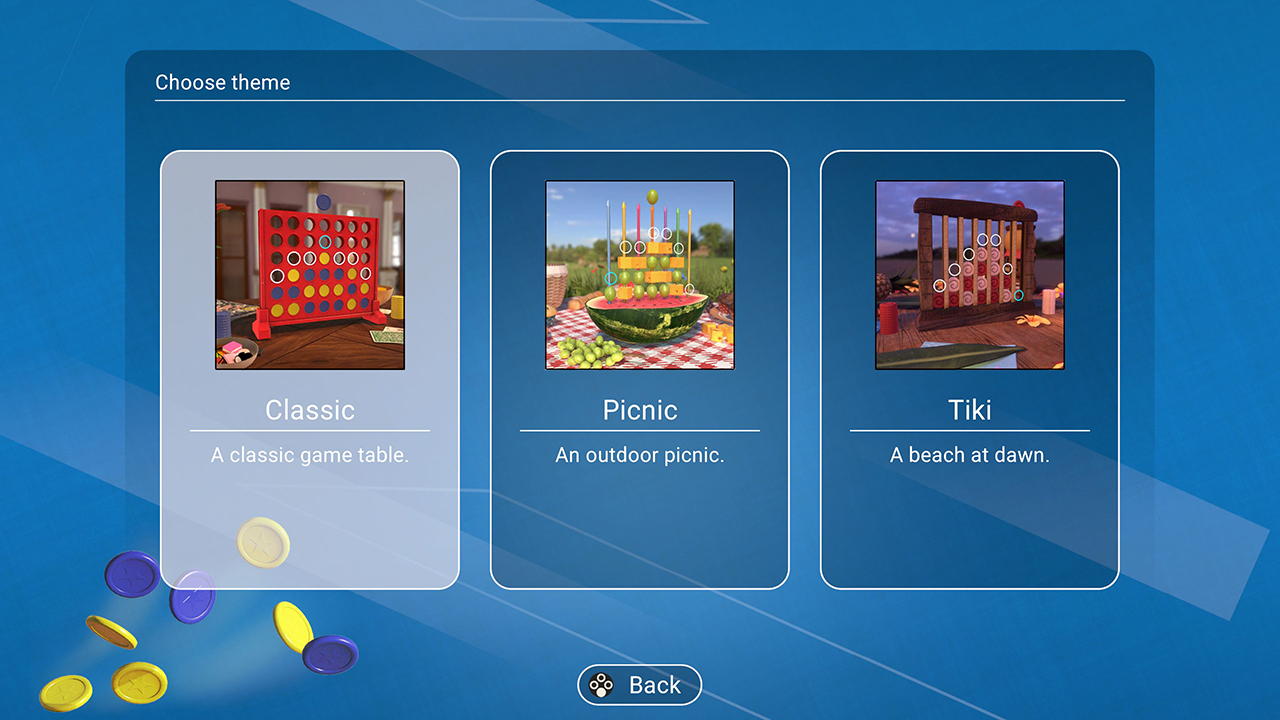 Choose theme
Classic
A classic game table.
Picnic
An outdoor picnic.
Tiki
A beach at dawn.
Back